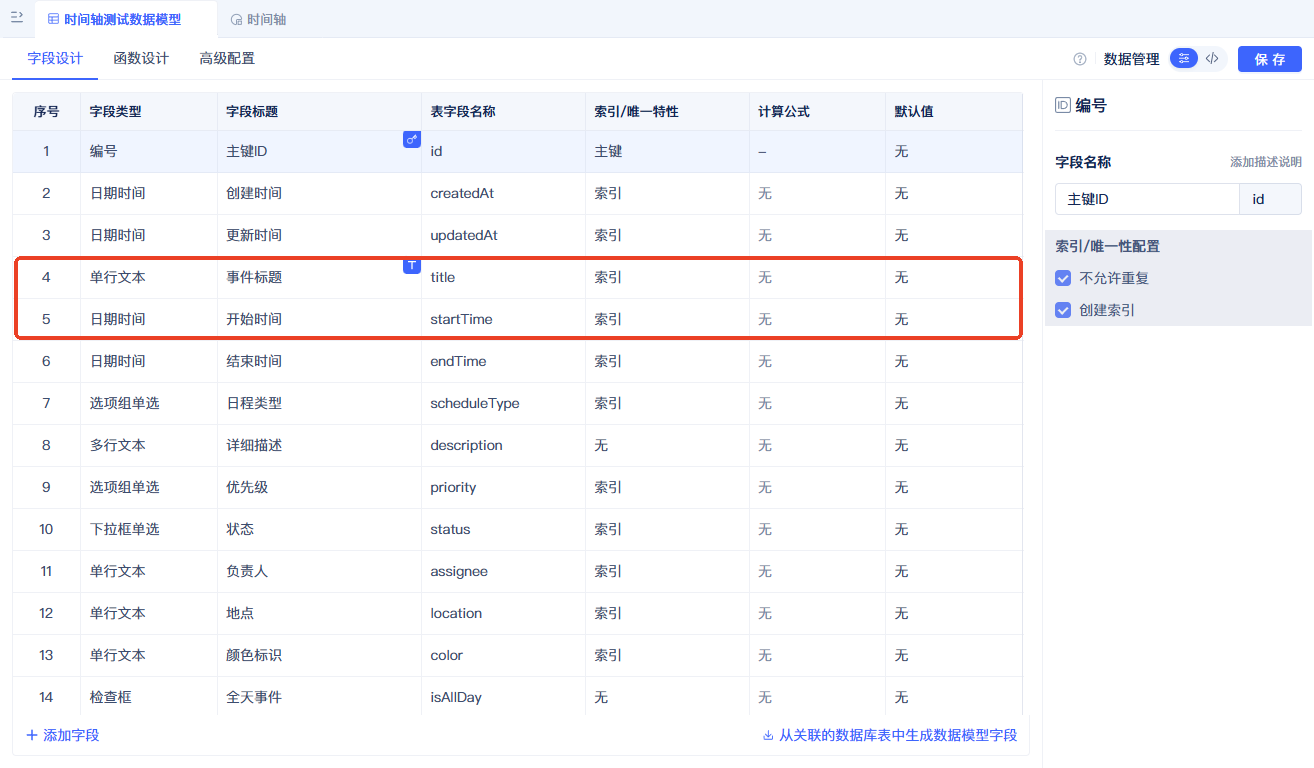 时间轴测试数据模型 时间轴
字段设计 函数设计 高级配置 数据管理 保存
序号 字段类型 字段标题 表字段名称 索引/唯一特性 计算公式 默认值
1 编号 主键ID id 主键 – 无
2 日期时间 创建时间 createdAt 索引 无 无
3 日期时间 更新时间 updatedAt 索引 无 无
4 单行文本 事件标题 T title 索引 无 无
5 日期时间 开始时间 startTime 索引 无 无
6 日期时间 结束时间 endTime 索引 无 无
7 选项组单选 日程类型 scheduleType 索引 无 无
8 多行文本 详细描述 description 无 无 无
9 选项组单选 优先级 priority 索引 无 无
10 下拉框单选 状态 status 索引 无 无
11 单行文本 负责人 assignee 索引 无 无
12 单行文本 地点 location 索引 无 无
13 单行文本 颜色标识 color 索引 无 无
14 检查框 全天事件 isAllDay 无 无 无
+ 添加字段 从关联的数据库表中生成数据模型字段
ID 编号
字段名称 添加描述说明
主键ID id
索引/唯一性配置
不允许重复
创建索引